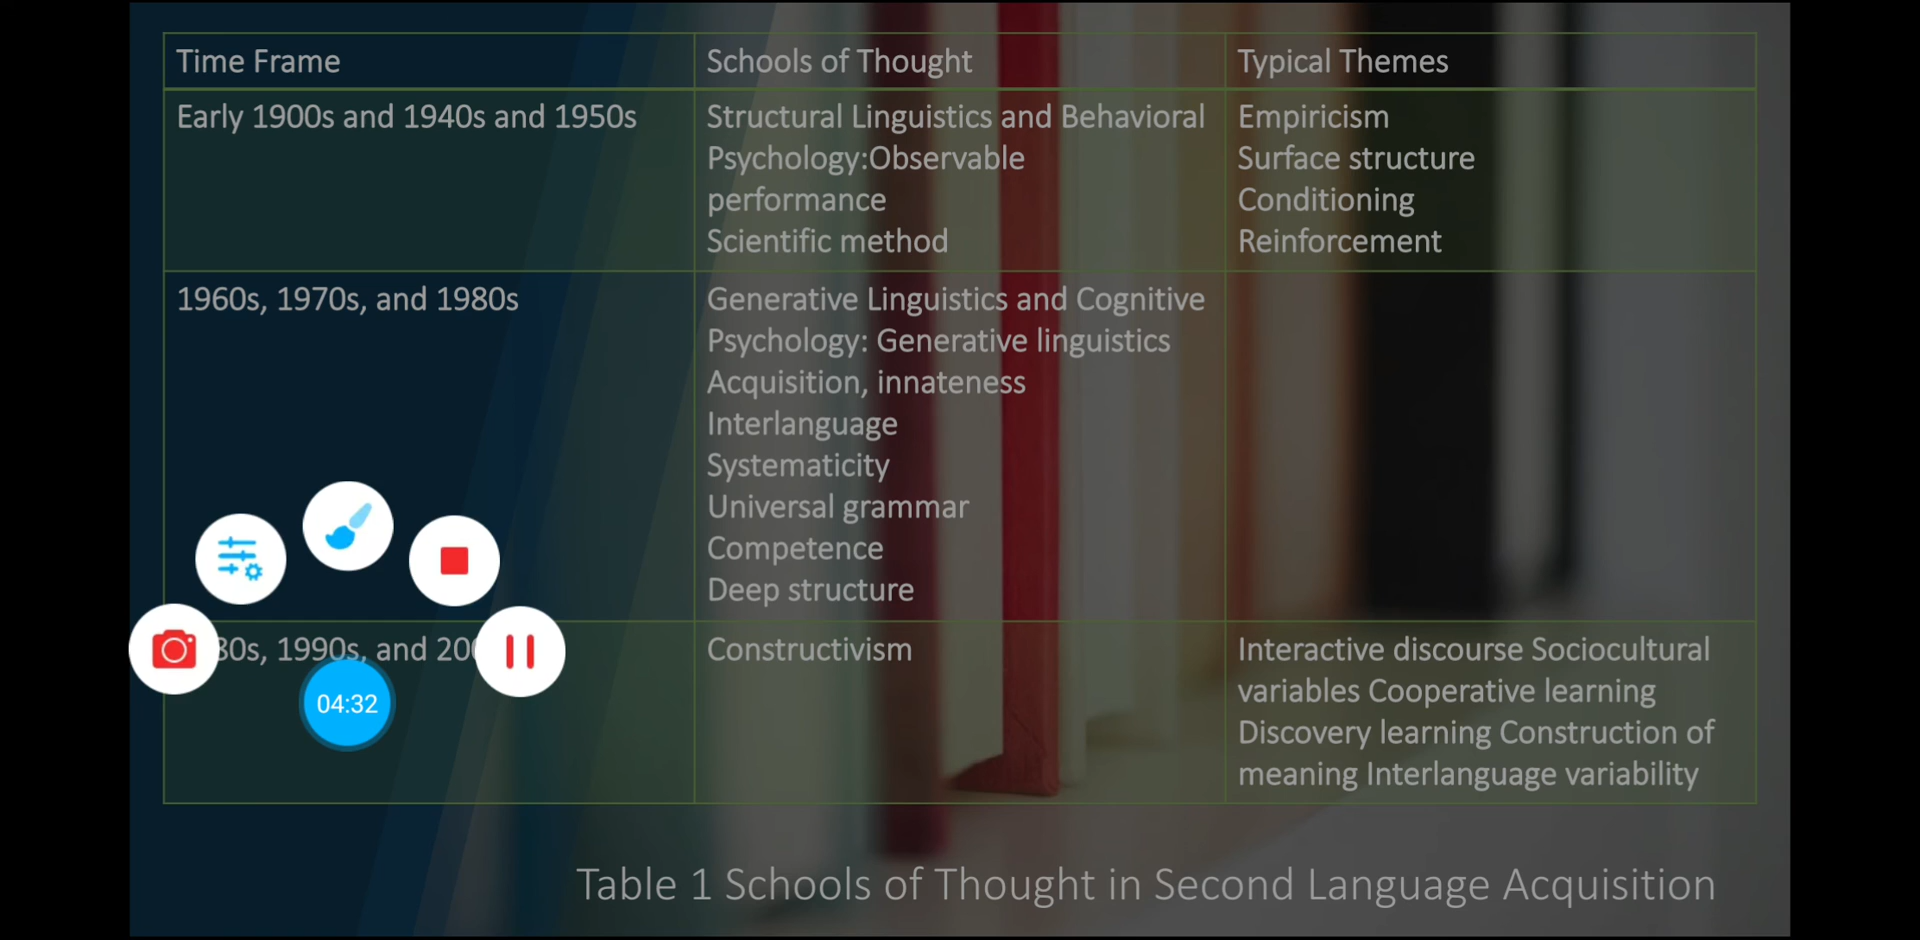 Time Frame
Schools of Thought
Typical Themes
Early 1900s and 1940s and 1950s
Structural Linguistics and Behavioral
Psychology:Observable
performance
Scientific method
Empiricism
Surface structure
Conditioning
Reinforcement
1960s, 1970s, and 1980s
Generative Linguistics and Cognitive
Psychology: Generative linguistics
Acquisition, innateness
Interlanguage
Systematicity
Universal grammar
Competence
Deep structure
1990s, and
Constructivism
Interactive discourse Sociocultural
variables Cooperative learning
Discovery learning Construction of
meaning Interlanguage variability
04:32
Table 1 Schools of Thought in Second Language Acquisition